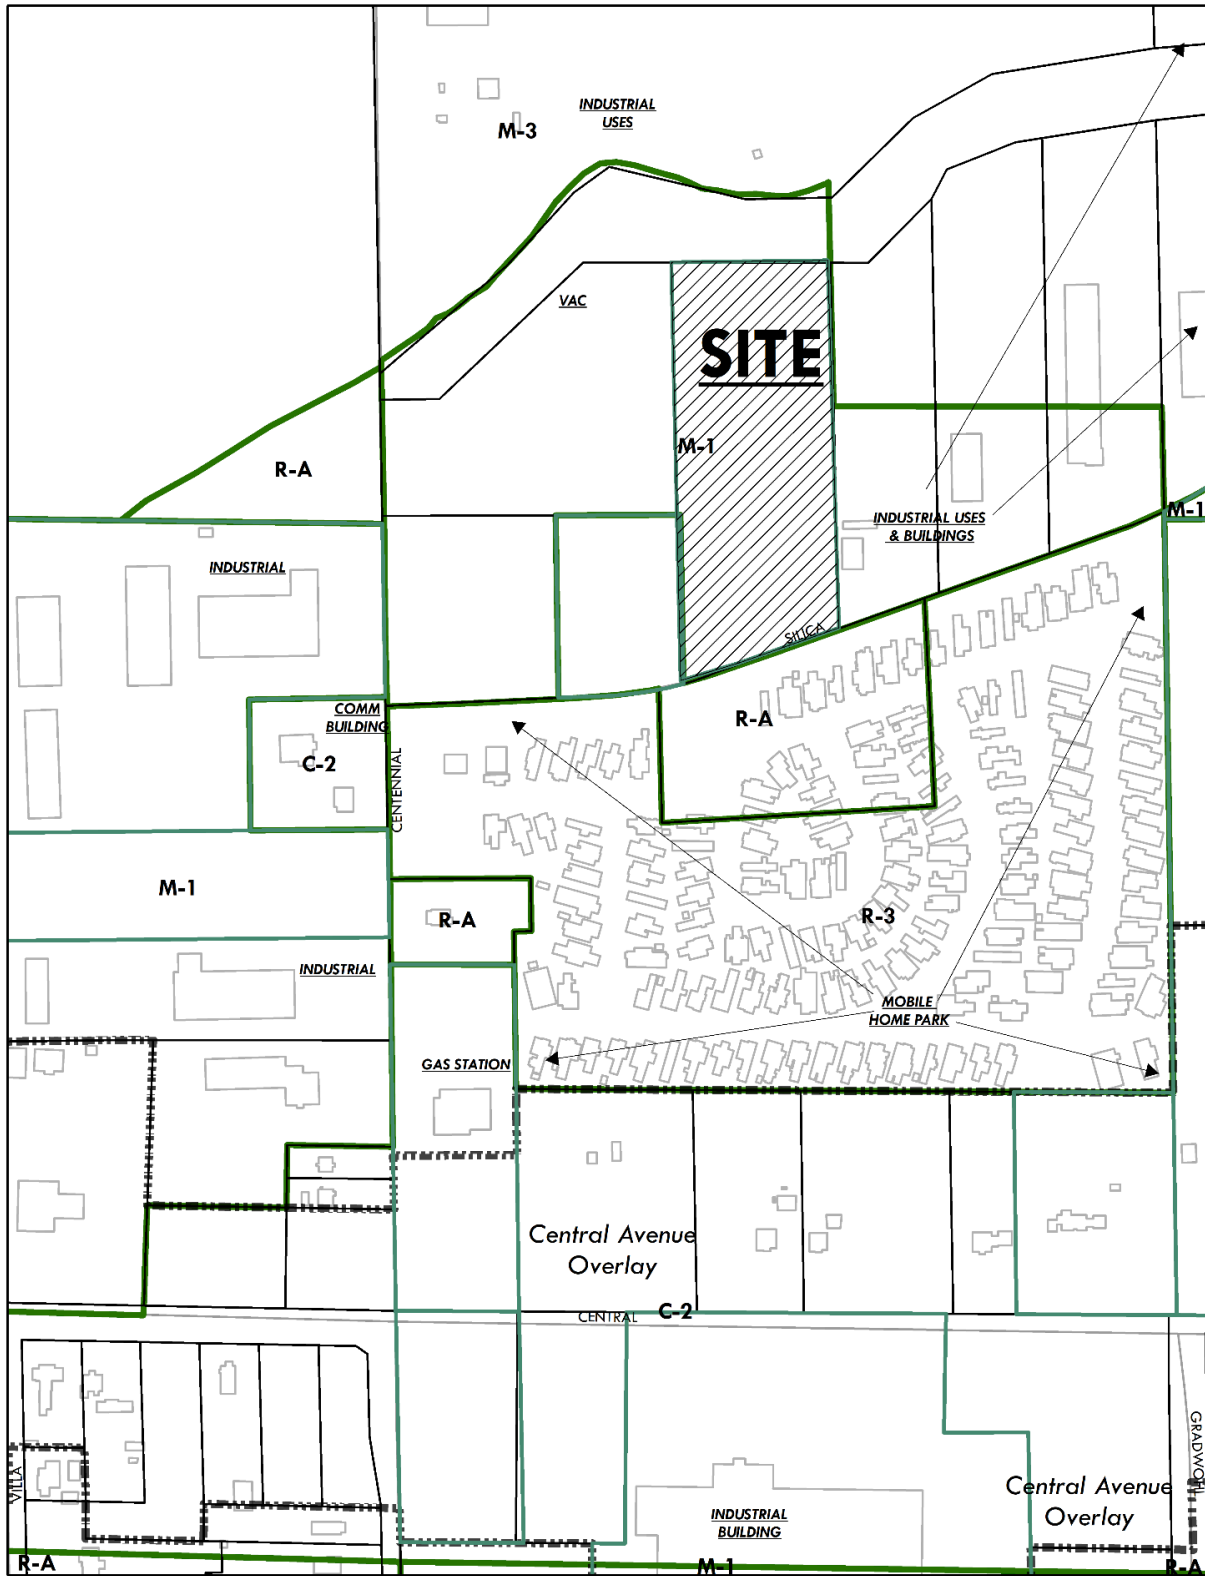 INDUSTRIAL
USES
M-3
VAC
SITE
M-1
R-A
INDUSTRIAL USES
& BUILDINGS
M-1
INDUSTRIAL
SILICA
COMM
BUILDING
R-A
C-2
CENTENNIAL
M-1
R-A
R-3
INDUSTRIAL
MOBILE
HOME PARK
GAS STATION
Central Avenue
Overlay
CENTRAL
C-2
GRADWOHL
VILLA
Central Avenue
Overlay
INDUSTRIAL
BUILDING
R-A
M-1
R-A